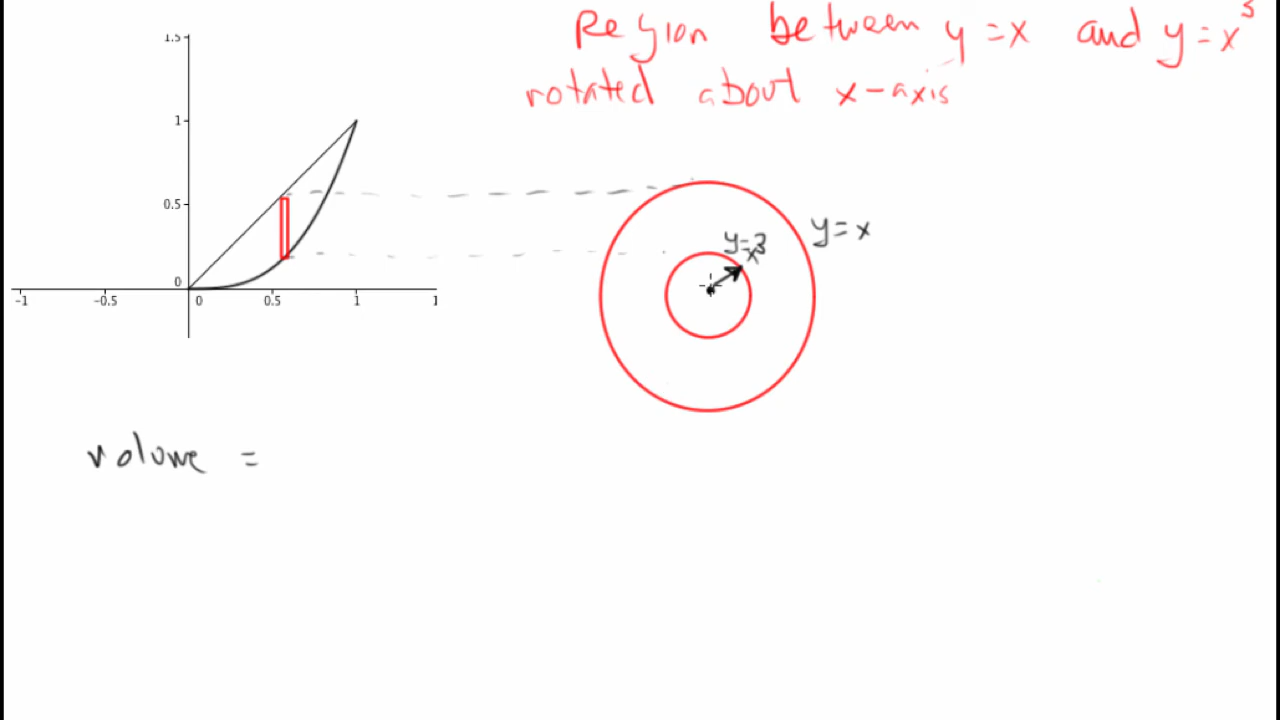 Region between y=x and y=x³
rotated about x-axis
1.5
1
0.5
0
-1 -0.5 0 0.5 1 1
y=x³
y=x
volume =